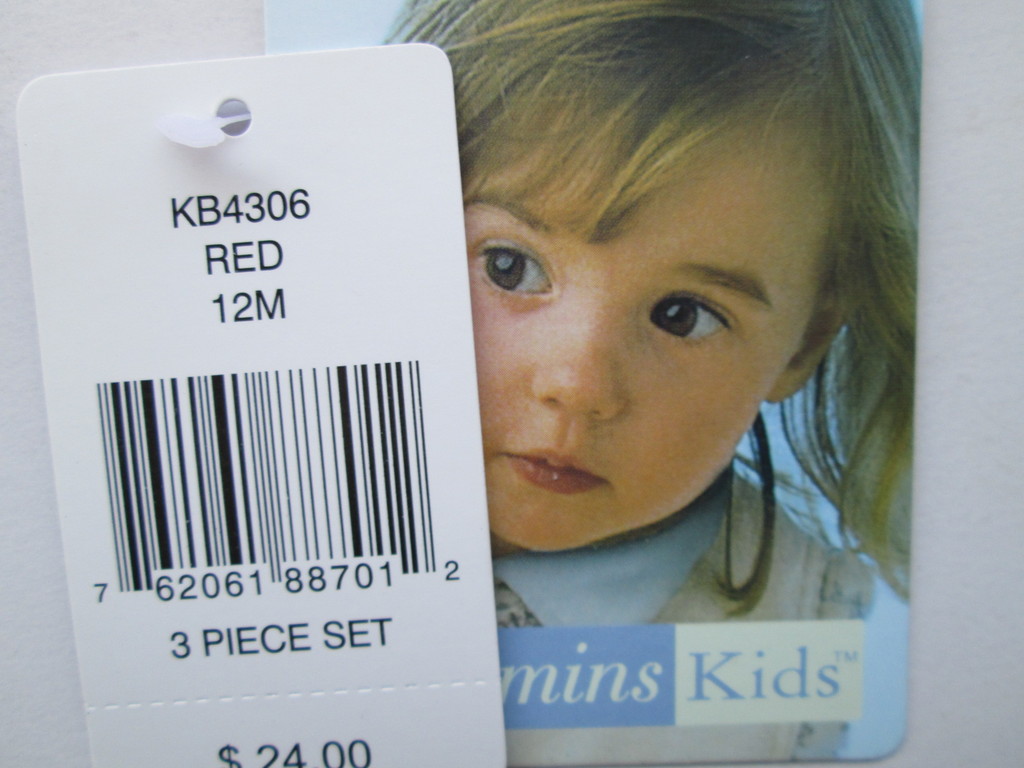 KB4306
RED
12M
7 62061 88701 2
3 PIECE SET
$ 24.00
mins Kids™